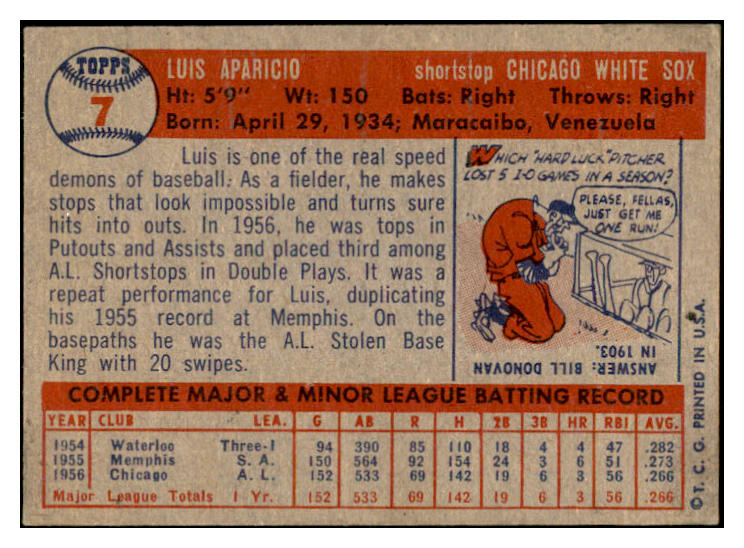 TOPPS
7
LUIS APARICIO shortstop CHICAGO WHITE SOX
Ht: 5'9" Wt: 150 Bats: Right Throws: Right
Born: April 29, 1934; Maracaibo, Venezuela
Luis is one of the real speed
demons of baseball. As a fielder, he makes
stops that look impossible and turns sure
hits into outs. In 1956, he was tops in
Putouts and Assists and placed third among
A.L. Shortstops in Double Plays. It was a
repeat performance for Luis, duplicating
his 1955 record at Memphis. On the
basepaths he was the A.L. Stolen Base
King with 20 swipes.
WHICH "HARD LUCK" PITCHER
LOST 5 1-0 GAMES IN A SEASON?
PLEASE, FELLAS,
JUST GET ME
ONE RUN!
ANSWER: BILL DONOVAN
IN 1903.
COMPLETE MAJOR & MINOR LEAGUE BATTING RECORD
YEAR CLUB LEA. G AB R H 2B 3B HR RBI AVG.
1954 Waterloo Three-I 94 390 85 110 18 4 4 47 .282
1955 Memphis S. A. 150 564 92 154 24 3 6 51 .273
1956 Chicago A. L. 152 533 69 142 19 6 3 56 .266
Major League Totals 1 Yr. 152 533 69 142 19 6 3 56 .266
© T. C. G. PRINTED IN U.S.A.